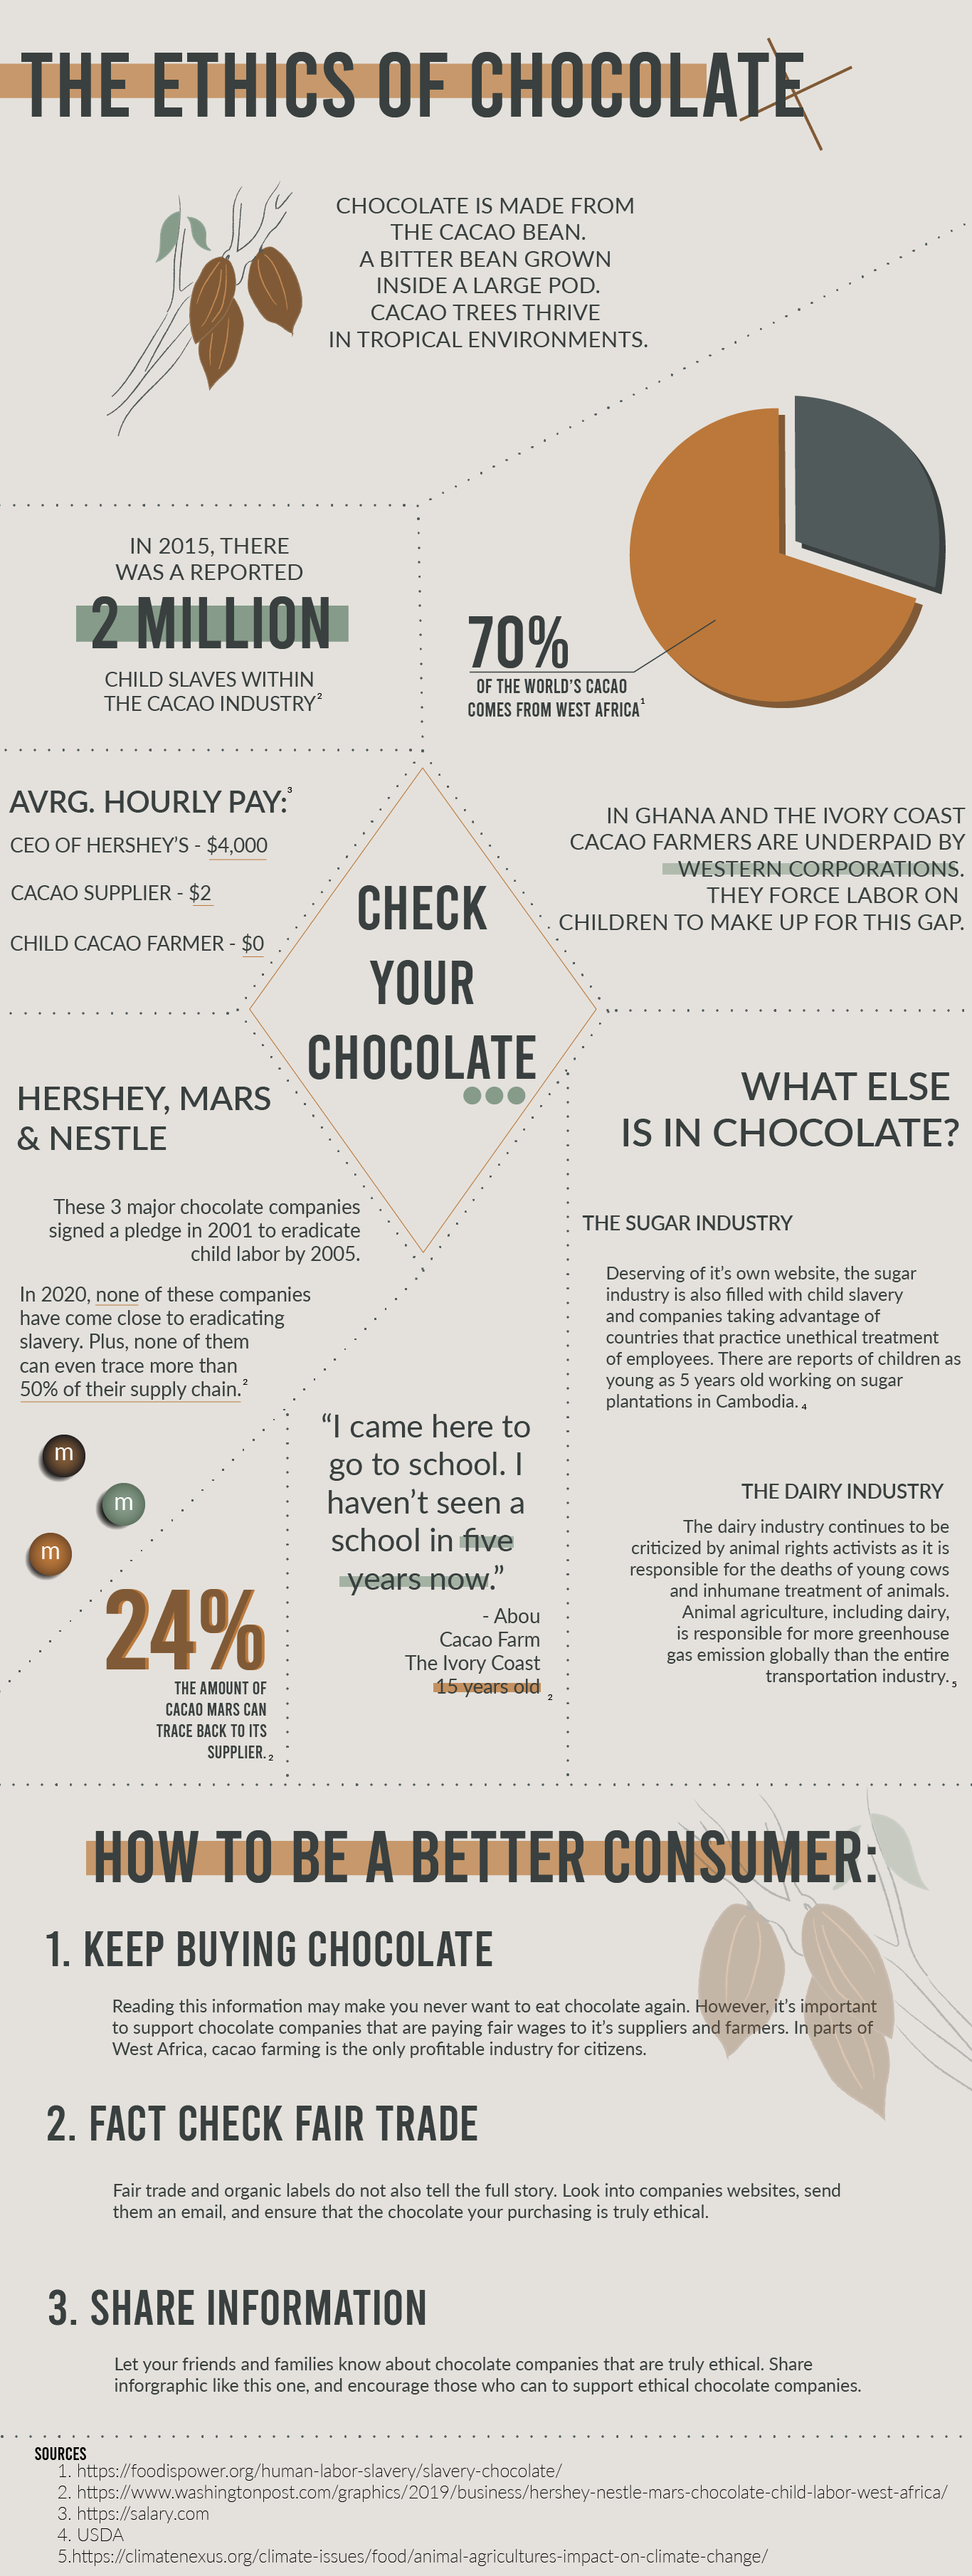 THE ETHICS OF CHOCOLATE
CHOCOLATE IS MADE FROM
THE CACAO BEAN.
A BITTER BEAN GROWN
INSIDE A LARGE POD.
CACAO TREES THRIVE
IN TROPICAL ENVIRONMENTS.
IN 2015, THERE
WAS A REPORTED
2 MILLION
CHILD SLAVES WITHIN
THE CACAO INDUSTRY²
70%
OF THE WORLD'S CACAO
COMES FROM WEST AFRICA¹
AVRG. HOURLY PAY:³
CEO OF HERSHEY'S - $4,000
CACAO SUPPLIER - $2
CHILD CACAO FARMER - $0
CHECK
YOUR
CHOCOLATE
IN GHANA AND THE IVORY COAST
CACAO FARMERS ARE UNDERPAID BY
WESTERN CORPORATIONS.
THEY FORCE LABOR ON
CHILDREN TO MAKE UP FOR THIS GAP.
HERSHEY, MARS
& NESTLE
These 3 major chocolate companies
signed a pledge in 2001 to eradicate
child labor by 2005.
In 2020, none of these companies
have come close to eradicating
slavery. Plus, none of them
can even trace more than
50% of their supply chain.²
m
m
m
24%
THE AMOUNT OF
CACAO MARS CAN
TRACE BACK TO ITS
SUPPLIER.₂
“I came here to
go to school. I
haven't seen a
school in five
years now.”
- Abou
Cacao Farm
The Ivory Coast
15 years old ₂
WHAT ELSE
IS IN CHOCOLATE?
THE SUGAR INDUSTRY
Deserving of it's own website, the sugar
industry is also filled with child slavery
and companies taking advantage of
countries that practice unethical treatment
of employees. There are reports of children as
young as 5 years old working on sugar
plantations in Cambodia.₄
THE DAIRY INDUSTRY
The dairy industry continues to be
criticized by animal rights activists as it is
responsible for the deaths of young cows
and inhumane treatment of animals.
Animal agriculture, including dairy,
is responsible for more greenhouse
gas emission globally than the entire
transportation industry.₅
HOW TO BE A BETTER CONSUMER:
1. KEEP BUYING CHOCOLATE
Reading this information may make you never want to eat chocolate again. However, it's important
to support chocolate companies that are paying fair wages to it's suppliers and farmers. In parts of
West Africa, cacao farming is the only profitable industry for citizens.
2. FACT CHECK FAIR TRADE
Fair trade and organic labels do not also tell the full story. Look into companies websites, send
them an email, and ensure that the chocolate your purchasing is truly ethical.
3. SHARE INFORMATION
Let your friends and families know about chocolate companies that are truly ethical. Share
inforgraphic like this one, and encourage those who can to support ethical chocolate companies.
SOURCES
1. https://foodispower.org/human-labor-slavery/slavery-chocolate/
2. https://www.washingtonpost.com/graphics/2019/business/hershey-nestle-mars-chocolate-child-labor-west-africa/
3. https://salary.com
4. USDA
5.https://climatenexus.org/climate-issues/food/animal-agricultures-impact-on-climate-change/